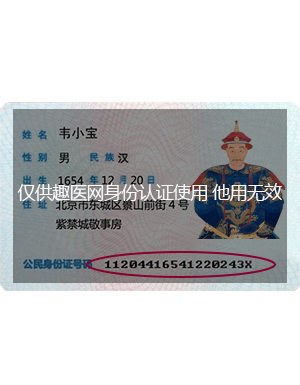 姓名 韦小宝
性别 男 民族 汉
出生 1654 年 12 月 20 日
仅供趣医网身份认证使用 他用无效
住址 北京市东城区景山前街4号
紫禁城敬事房
公民身份证号码 11204416541220243X